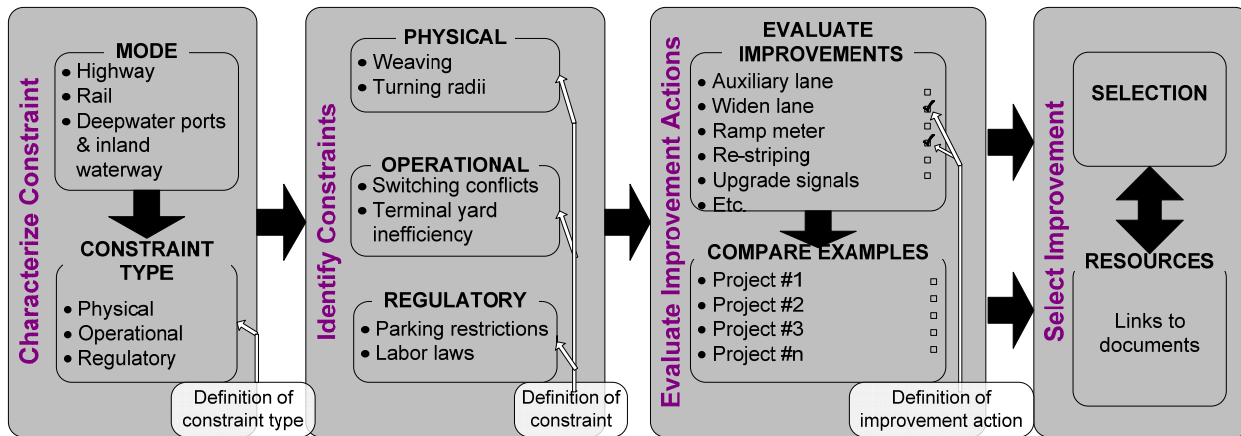 Characterize Constraint
MODE
• Highway
• Rail
• Deepwater ports
& inland
waterway
CONSTRAINT
TYPE
• Physical
• Operational
• Regulatory
Definition of
constraint type
Identify Constraints
PHYSICAL
• Weaving
• Turning radii
OPERATIONAL
• Switching conflicts
• Terminal yard
inefficiency
REGULATORY
• Parking restrictions
• Labor laws
Definition of
constraint
Evaluate Improvement Actions
EVALUATE
IMPROVEMENTS
• Auxiliary lane
• Widen lane
• Ramp meter
• Re-striping
• Upgrade signals
• Etc.
COMPARE EXAMPLES
• Project #1
• Project #2
• Project #3
• Project #n
Definition of
improvement action
Select Improvement
SELECTION
RESOURCES
Links to
documents